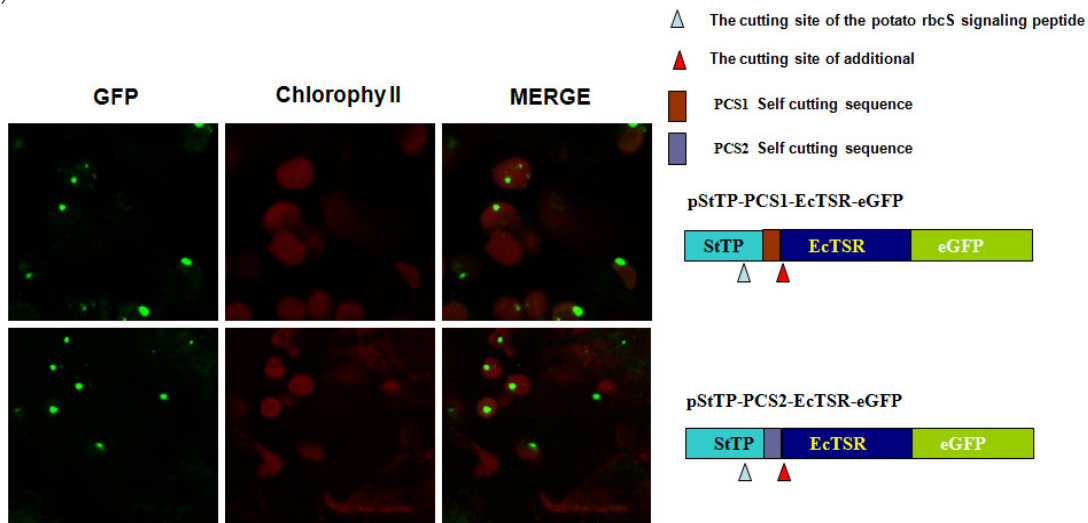 )
The cutting site of the potato rbcS signaling peptide
The cutting site of additional
PCS1 Self cutting sequence
PCS2 Self cutting sequence
GFP Chlorophy II MERGE
pStTP-PCS1-EcTSR-eGFP
StTP EcTSR eGFP
pStTP-PCS2-EcTSR-eGFP
StTP EcTSR eGFP